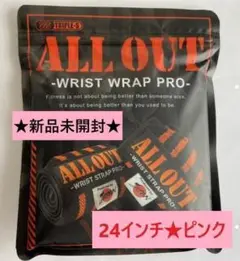 ALL OUT
-WRIST WRAP PRO-
Fitness is not about being better than someone else.
It's about being better than you used to be.
★新品未開封★
ALL OUT
-WRIST STRAP PRO-
24インチ★ピンク